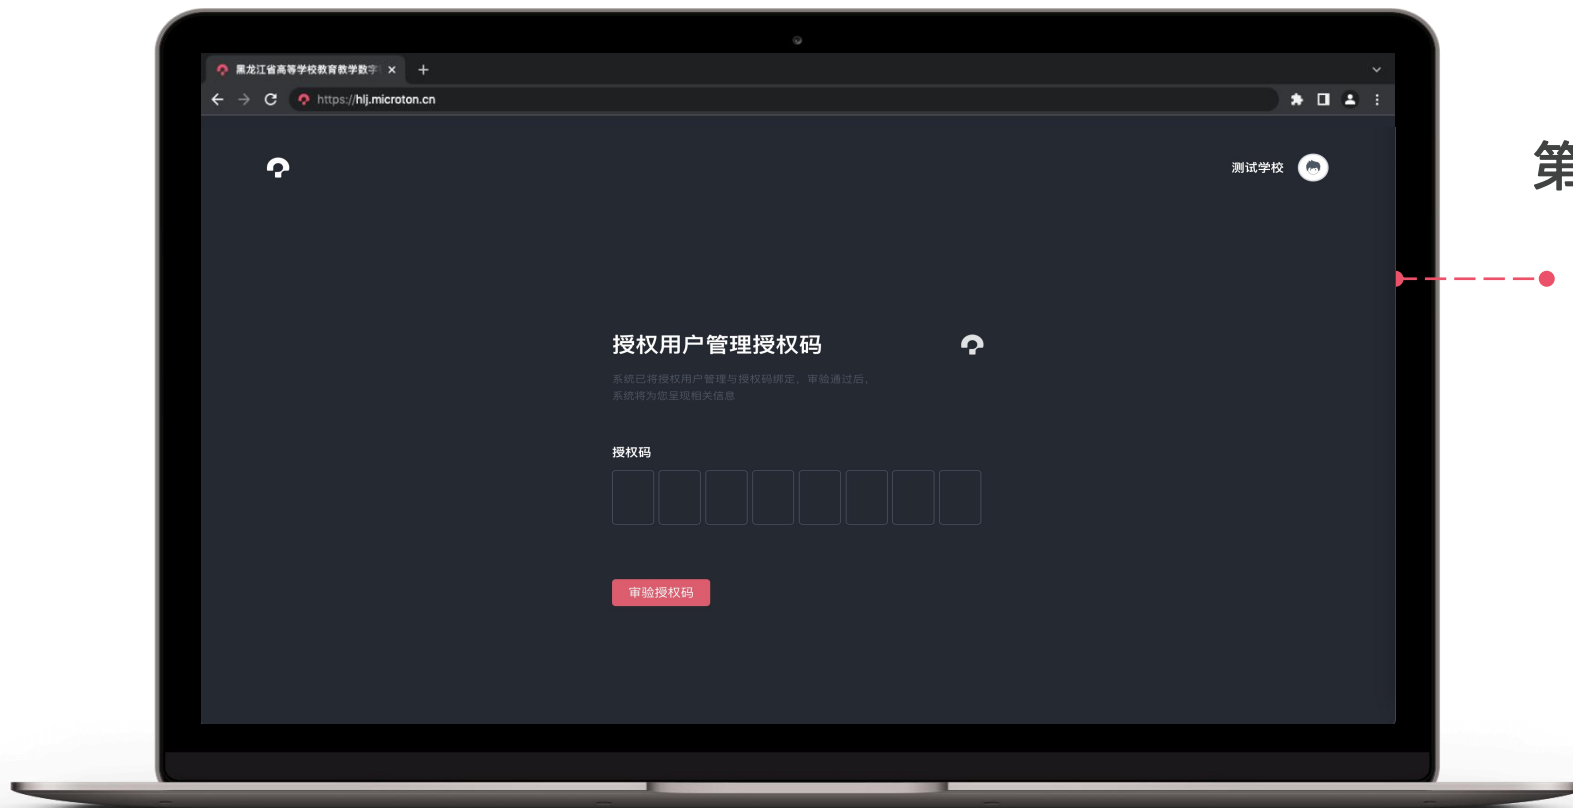 黑龙江省高等学校教育教学数字
https://hlj.microton.cn
测试学校
第
授权用户管理授权码
系统已将授权用户管理与授权码绑定，审验通过后，
系统将为您呈现相关信息
授权码
审验授权码